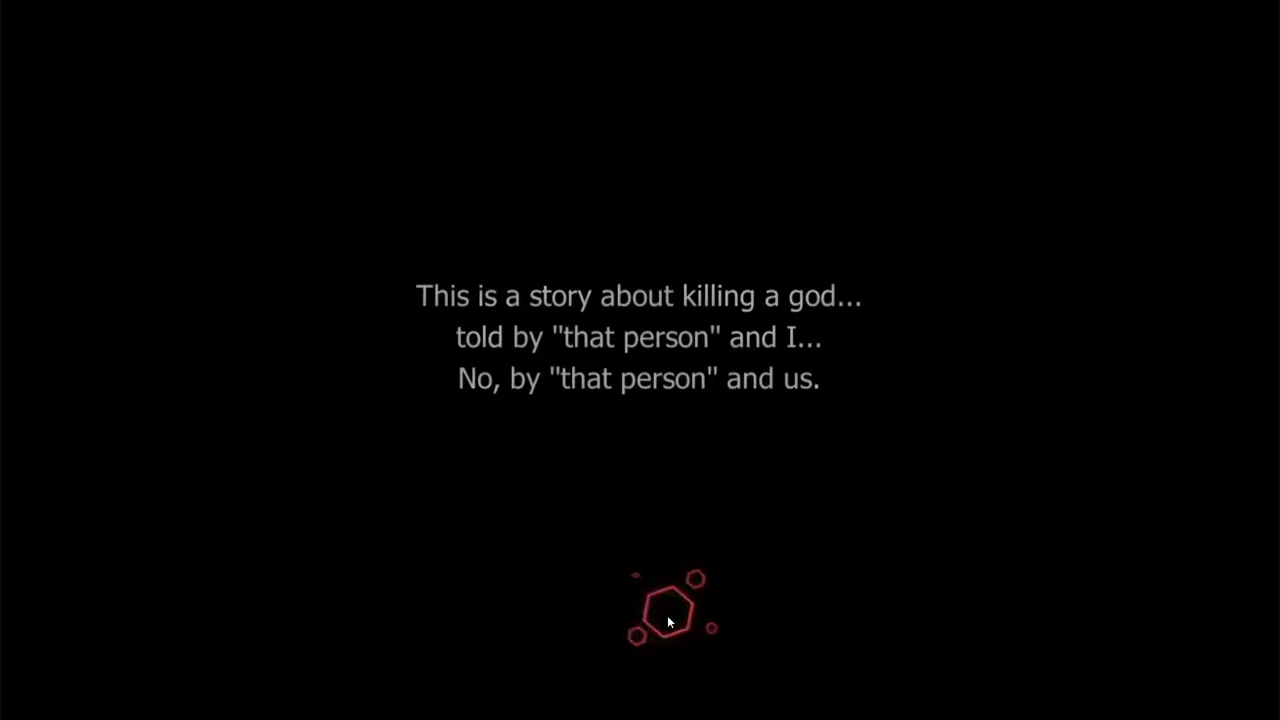 This is a story about killing a god...
told by "that person" and I...
No, by "that person" and us.